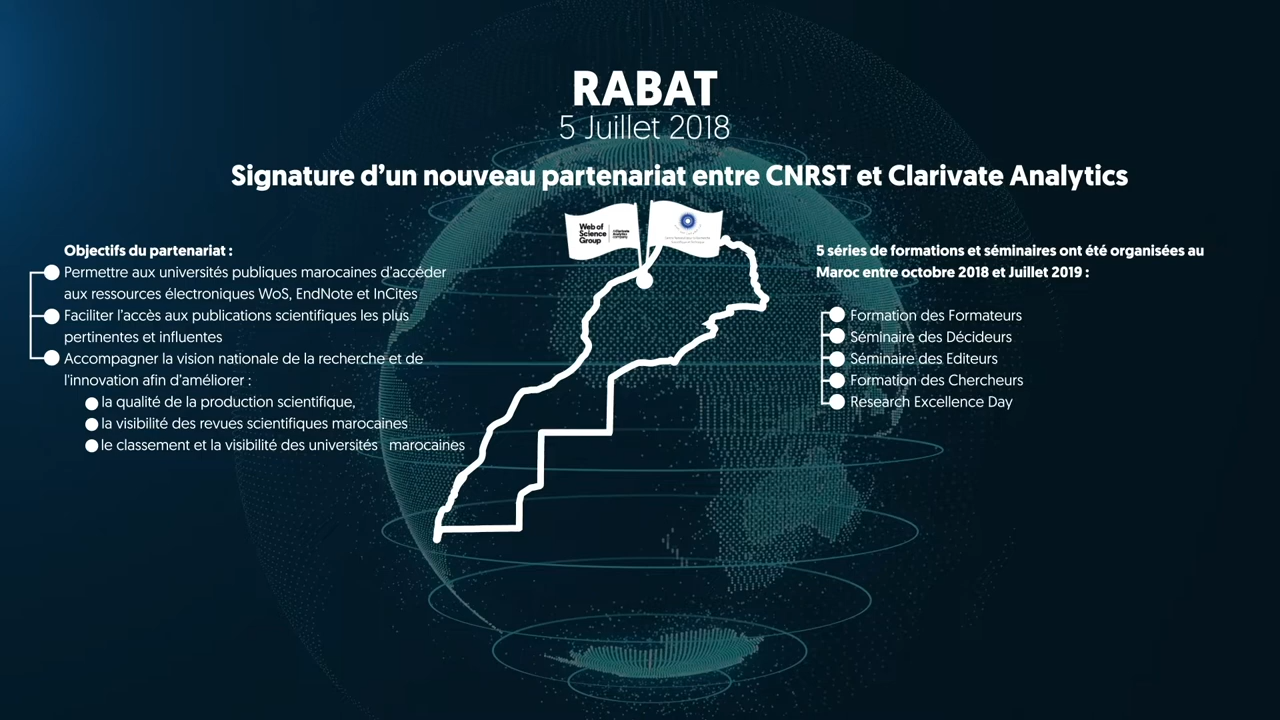 RABAT
5 Juillet 2018
Signature d’un nouveau partenariat entre CNRST et Clarivate Analytics
Web of
Science
Group
Objectifs du partenariat :
Permettre aux universités publiques marocaines d’accéder
aux ressources électroniques WoS, EndNote et InCites
Faciliter l’accès aux publications scientifiques les plus
pertinentes et influentes
Accompagner la vision nationale de la recherche et de
l'innovation afin d’améliorer :
la qualité de la production scientifique,
la visibilité des revues scientifiques marocaines
le classement et la visibilité des universités marocaines
5 séries de formations et séminaires ont été organisées au
Maroc entre octobre 2018 et Juillet 2019 :
Formation des Formateurs
Séminaire des Décideurs
Séminaire des Editeurs
Formation des Chercheurs
Research Excellence Day